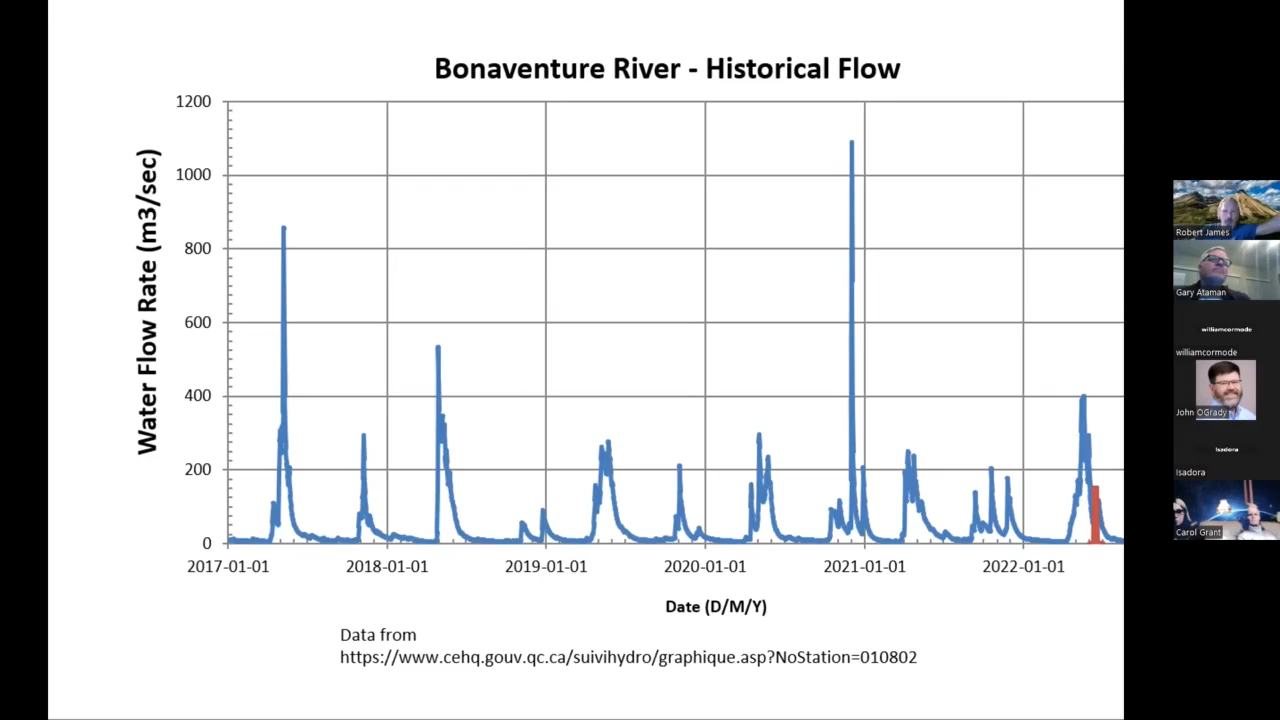 Bonaventure River - Historical Flow
Water Flow Rate (m3/sec)
1200
1000
800
600
400
200
0
2017-01-01 2018-01-01 2019-01-01 2020-01-01 2021-01-01 2022-01-01
Date (D/M/Y)
Data from
https://www.cehq.gouv.qc.ca/suivihydro/graphique.asp?NoStation=010802
Robert James
Gary Ataman
williamcormode
williamcormode
John OGrady
Isadora
Isadora
Carol Grant